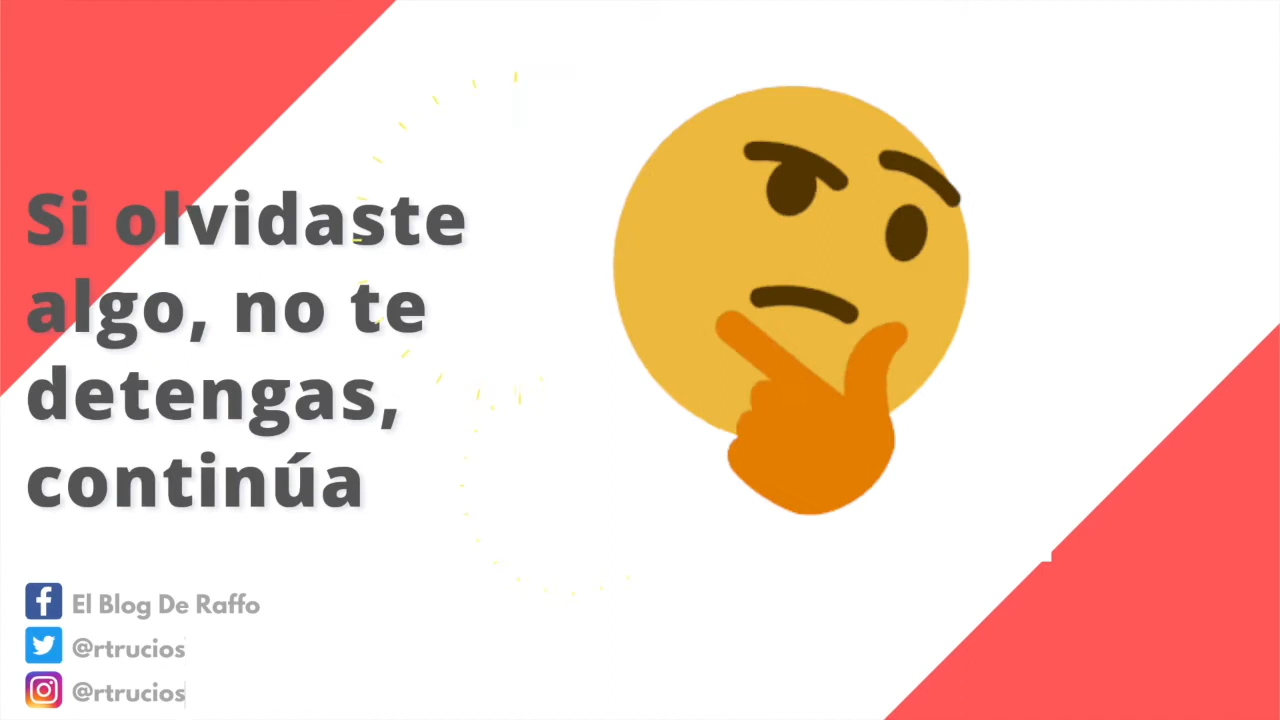 Si olvidaste
algo, no te
detengas,
continúa
El Blog De Raffo
@rtrucios
@rtrucios